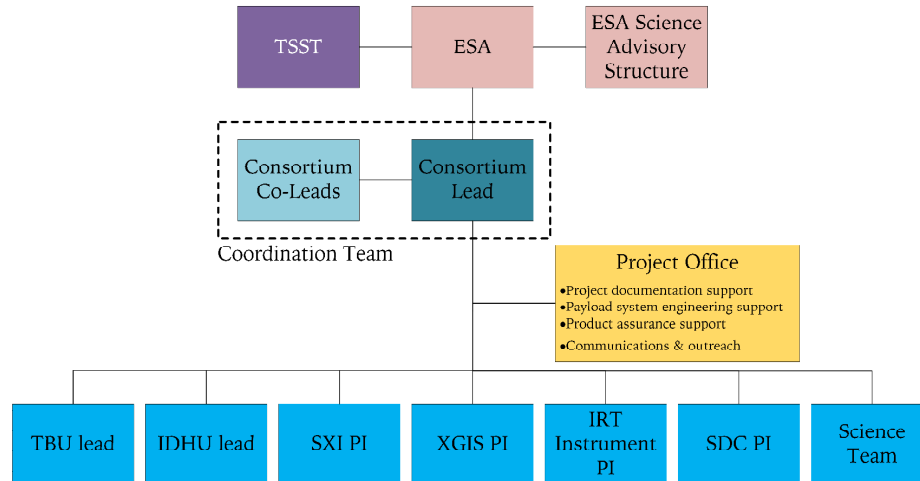 TSST
ESA
ESA Science
Advisory
Structure
Consortium
Co-Leads
Consortium
Lead
Coordination Team
Project Office
•Project documentation support
•Payload system engineering support
•Product assurance support
•Communications & outreach
TBU lead
IDHU lead
SXI PI
XGIS PI
IRT
Instrument
PI
SDC PI
Science
Team